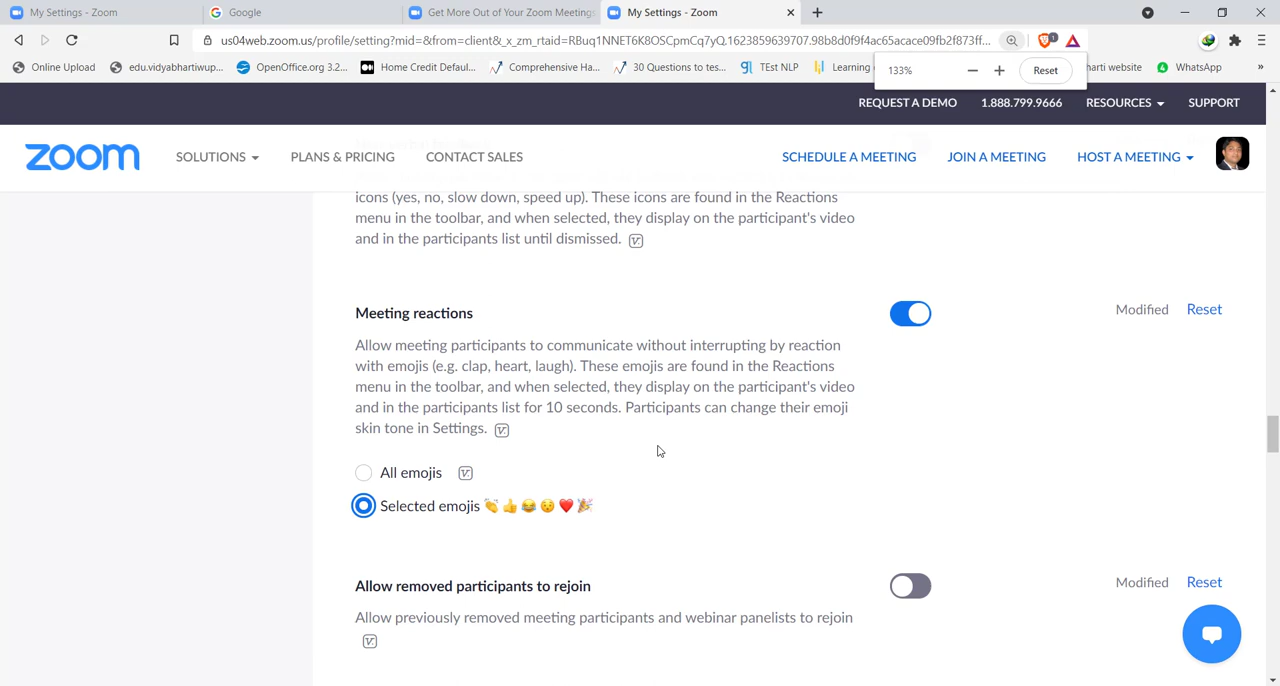 My Settings - Zoom
Google
Get More Out of Your Zoom Meetings
My Settings - Zoom
us04web.zoom.us/profile/setting?mid=&from=client&_x_zm_rtaid=RBuq1NNET6K8OSCpmCq7yQ.1623859639707.98b8d0f9f4ac65acace09fb2f873ff...
1
Online Upload
edu.vidyabhartiwup...
OpenOffice.org 3.2...
Home Credit Defaul...
Comprehensive Ha...
30 Questions to tes...
TEst NLP
Learning
harti website
WhatsApp
»
133%
Reset
REQUEST A DEMO
1.888.799.9666
RESOURCES
SUPPORT
zoom
SOLUTIONS
PLANS & PRICING
CONTACT SALES
SCHEDULE A MEETING
JOIN A MEETING
HOST A MEETING
icons (yes, no, slow down, speed up). These icons are found in the Reactions
menu in the toolbar, and when selected, they display on the participant's video
and in the participants list until dismissed.
Meeting reactions
Modified
Reset
Allow meeting participants to communicate without interrupting by reaction
with emojis (e.g. clap, heart, laugh). These emojis are found in the Reactions
menu in the toolbar, and when selected, they display on the participant's video
and in the participants list for 10 seconds. Participants can change their emoji
skin tone in Settings.
All emojis
Selected emojis 👏👍😂😯❤️🎉
Allow removed participants to rejoin
Modified
Reset
Allow previously removed meeting participants and webinar panelists to rejoin